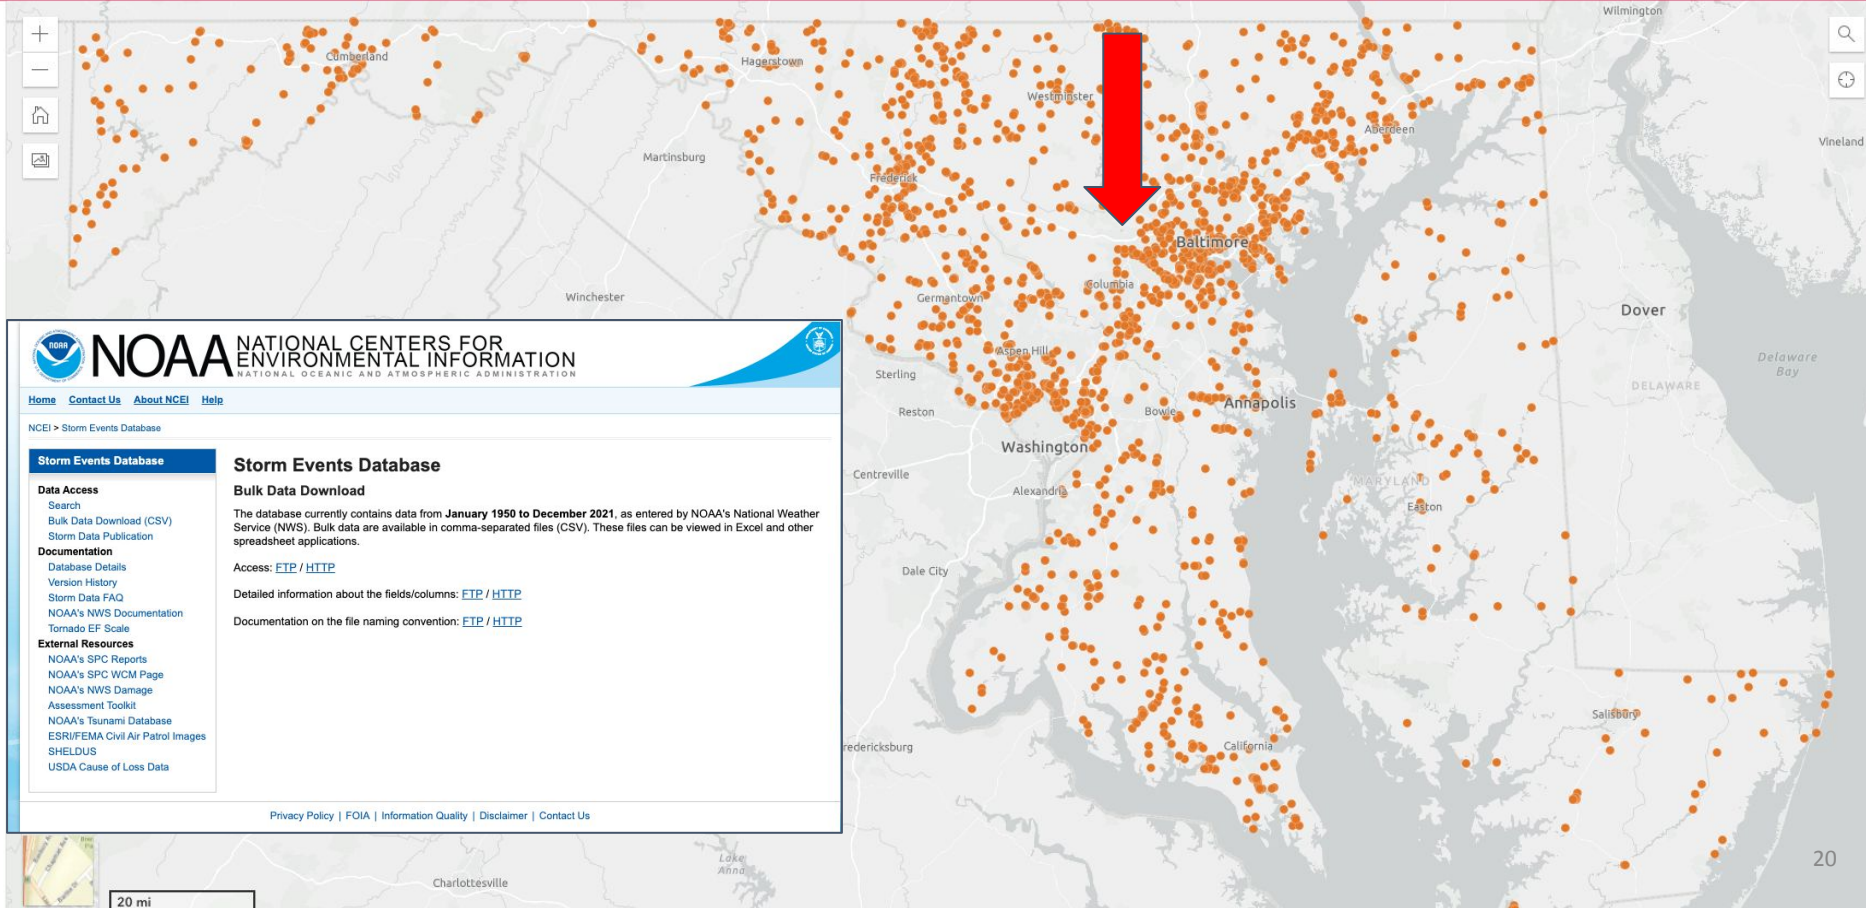 Wilmington
Cumberland
Hagerstown
Westminster
Aberdeen
Vineland
Martinsburg
Frederick
Baltimore
Columbia
Winchester
Germantown
Dover
Aspen Hill
Sterling
Delaware
Bay
DELAWARE
Reston
Bowie
Annapolis
Washington
Centreville
MARYLAND
Alexandria
Easton
Dale City
Salisbury
redericksburg
California
NOAA
NOAA
NATIONAL CENTERS FOR
ENVIRONMENTAL INFORMATION
NATIONAL OCEANIC AND ATMOSPHERIC ADMINISTRATION
Home Contact Us About NCEI Help
NCEI > Storm Events Database
Storm Events Database
Data Access
Search
Bulk Data Download (CSV)
Storm Data Publication
Documentation
Database Details
Version History
Storm Data FAQ
NOAA's NWS Documentation
Tornado EF Scale
External Resources
NOAA's SPC Reports
NOAA's SPC WCM Page
NOAA's NWS Damage
Assessment Toolkit
NOAA's Tsunami Database
ESRI/FEMA Civil Air Patrol Images
SHELDUS
USDA Cause of Loss Data
Storm Events Database
Bulk Data Download
The database currently contains data from January 1950 to December 2021, as entered by NOAA's National Weather
Service (NWS). Bulk data are available in comma-separated files (CSV). These files can be viewed in Excel and other
spreadsheet applications.
Access: FTP / HTTP
Detailed information about the fields/columns: FTP / HTTP
Documentation on the file naming convention: FTP / HTTP
Privacy Policy | FOIA | Information Quality | Disclaimer | Contact Us
Lake
Anna
Charlottesville
20 mi
20